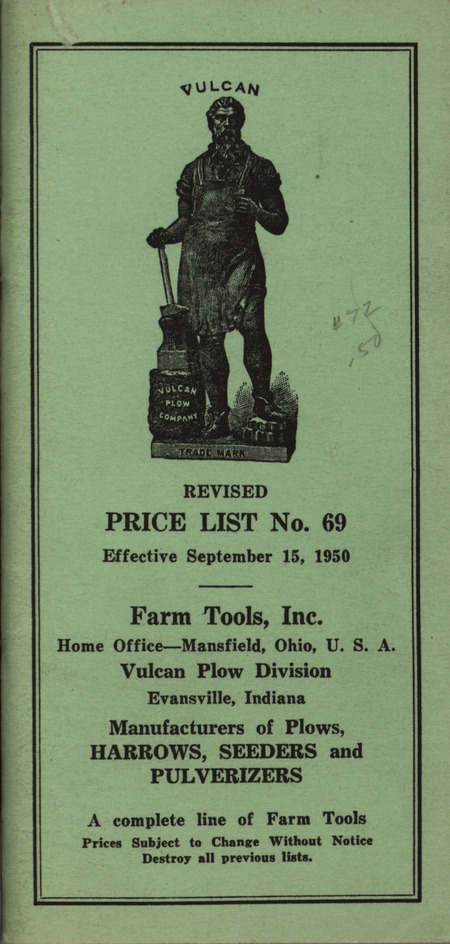 VULCAN
#72
.50
VULCAN
PLOW
COMPANY
TRADE MARK
REVISED
PRICE LIST No. 69
Effective September 15, 1950
Farm Tools, Inc.
Home Office—Mansfield, Ohio, U. S. A.
Vulcan Plow Division
Evansville, Indiana
Manufacturers of Plows,
HARROWS, SEEDERS and
PULVERIZERS
A complete line of Farm Tools
Prices Subject to Change Without Notice
Destroy all previous lists.